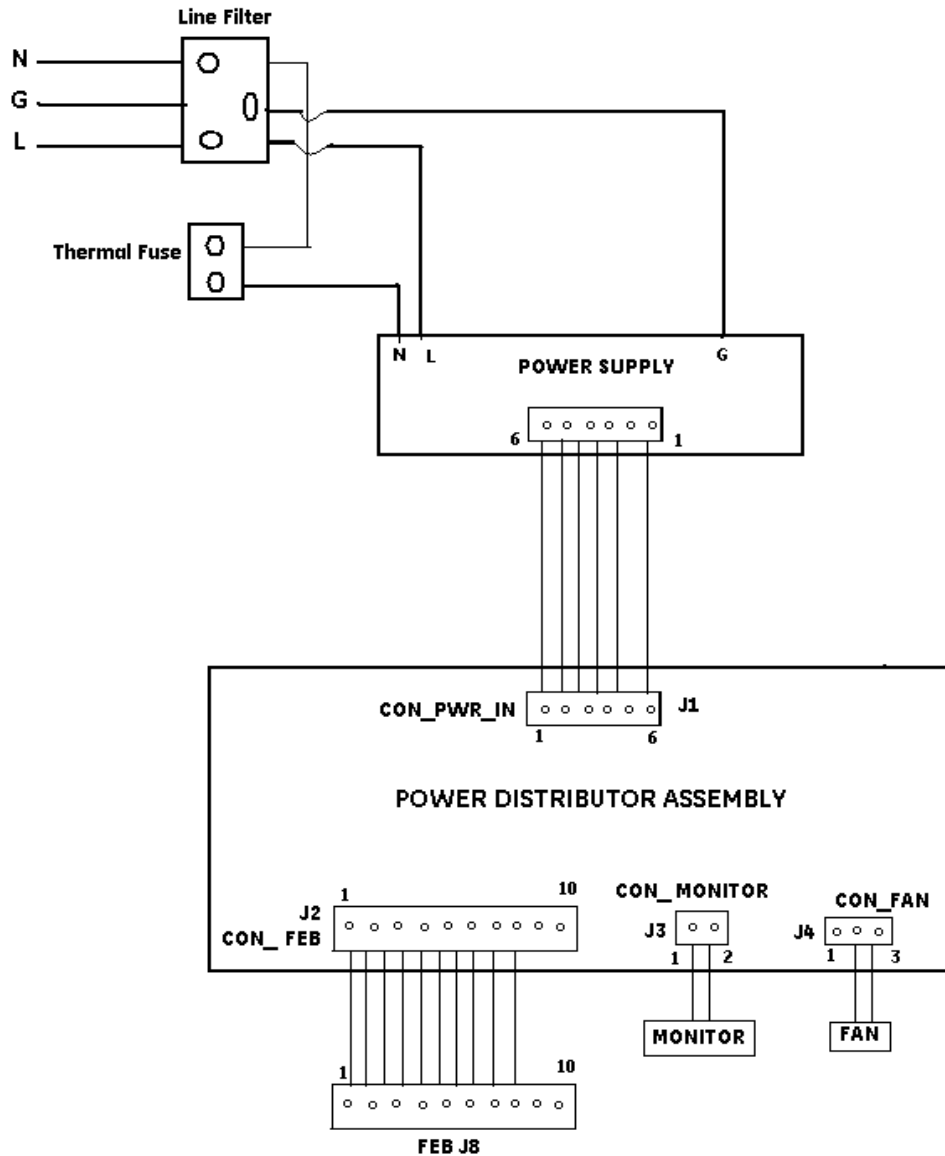 Line Filter
N
G
L
Thermal Fuse
N L G
POWER SUPPLY
6 1
CON_PWR_IN J1
1 6
POWER DISTRIBUTOR ASSEMBLY
1 10
J2
CON_ FEB
CON_MONITOR
J3
1 2
CON_FAN
J4
1 3
MONITOR
FAN
1 10
FEB J8